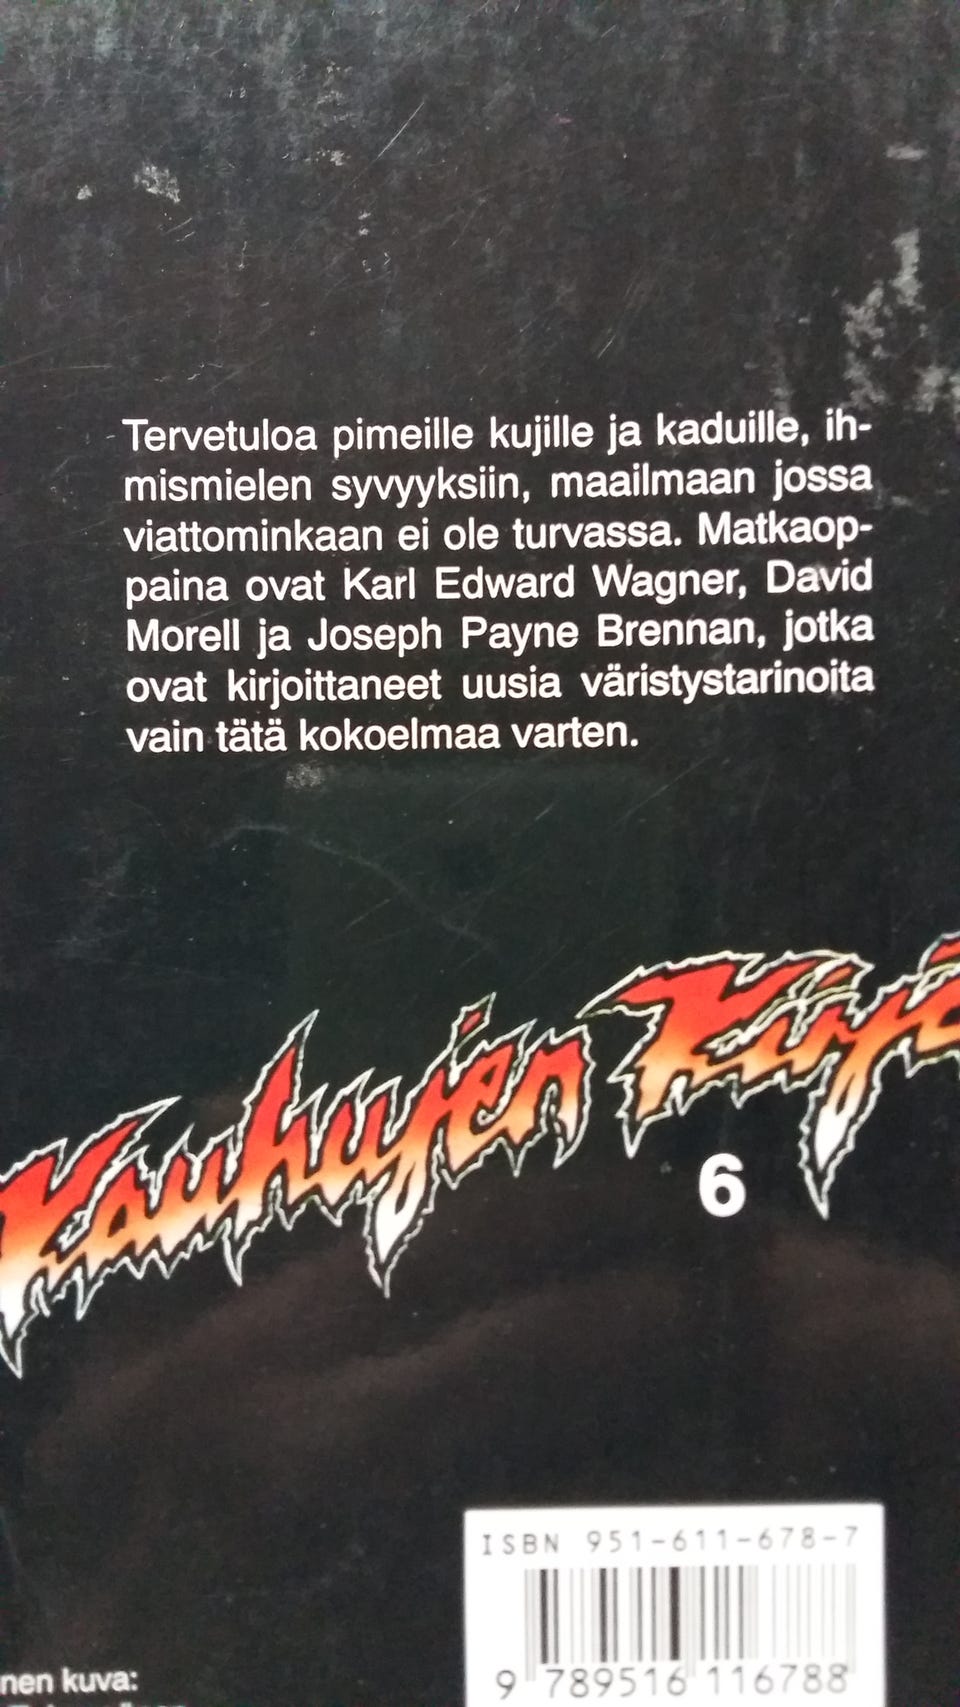 Tervetuloa pimeille kujille ja kaduille, ih-
mismielen syvyyksiin, maailmaan jossa
viattominkaan ei ole turvassa. Matkaop-
paina ovat Karl Edward Wagner, David
Morell ja Joseph Payne Brennan, jotka
ovat kirjoittaneet uusia väristystarinoita
vain tätä kokoelmaa varten.
Kauhujen Kirja
6
ISBN 951-611-678-7
9 789516 116788
nen kuva: